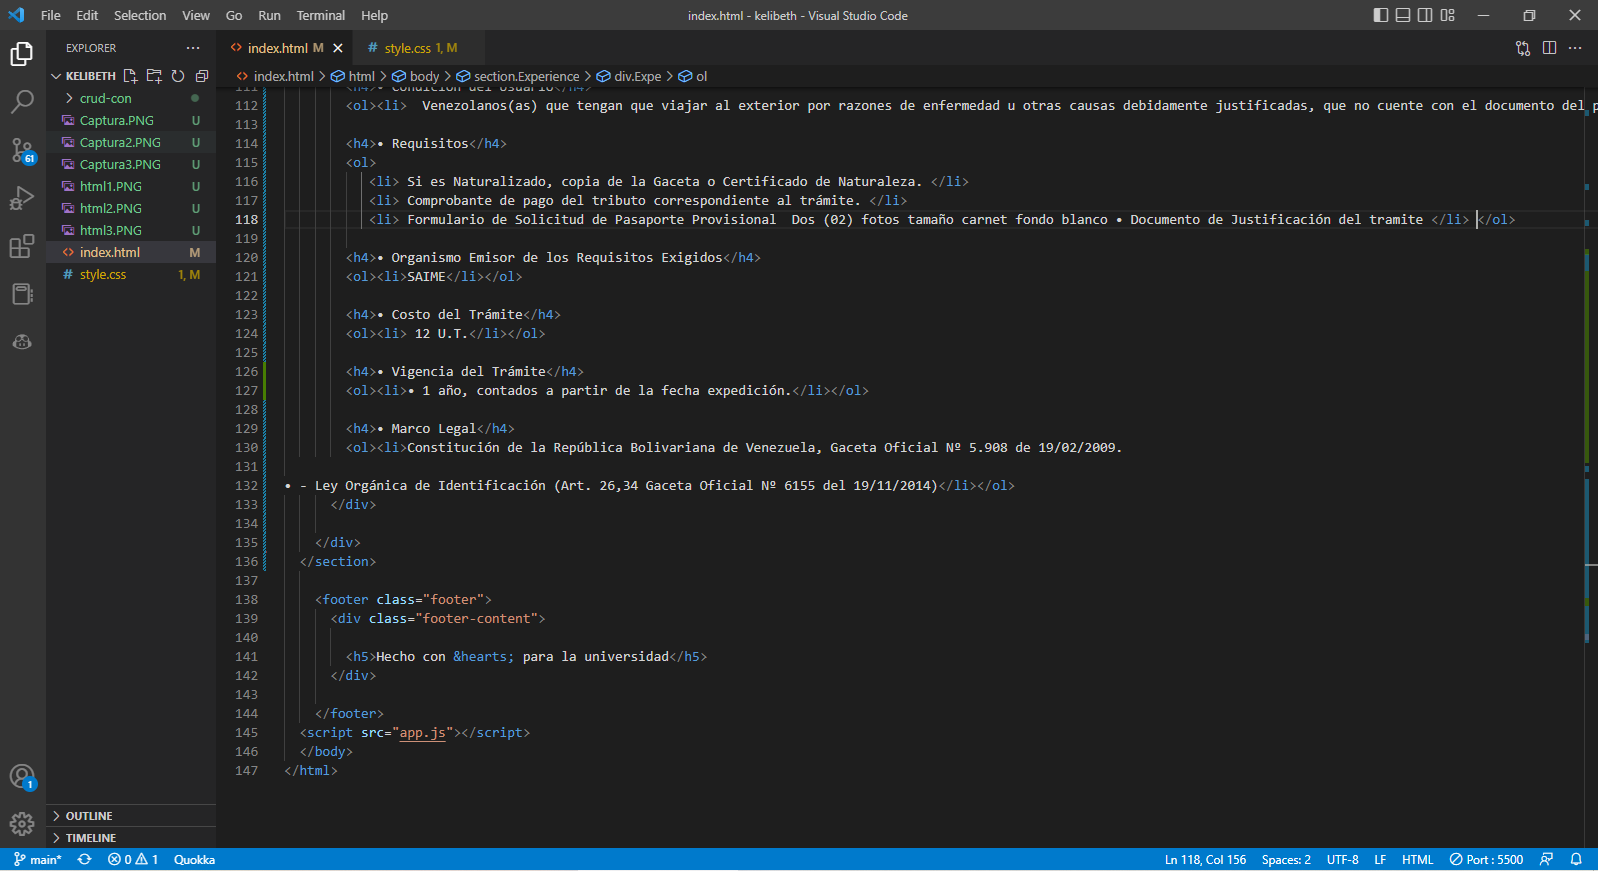 File Edit Selection View Go Run Terminal Help
index.html - kelibeth - Visual Studio Code
EXPLORER
index.html M
# style.css 1, M
KELIBETH
index.html > html > body > section.Experience > div.Expe > ol
crud-con
Captura.PNG U
Captura2.PNG U
Captura3.PNG U
html1.PNG U
html2.PNG U
html3.PNG U
index.html M
# style.css 1, M
111 <h4>• Condicion del Usuario</h4>
112 <ol><li>  Venezolanos(as) que tengan que viajar al exterior por razones de enfermedad u otras causas debidamente justificadas, que no cuente con el documento del p
113
114 <h4>• Requisitos</h4>
115 <ol>
116 <li> Si es Naturalizado, copia de la Gaceta o Certificado de Naturaleza. </li>
117 <li> Comprobante de pago del tributo correspondiente al trámite. </li>
118 <li> Formulario de Solicitud de Pasaporte Provisional  Dos (02) fotos tamaño carnet fondo blanco • Documento de Justificación del tramite </li> </ol>
119
120 <h4>• Organismo Emisor de los Requisitos Exigidos</h4>
121 <ol><li>SAIME</li></ol>
122
123 <h4>• Costo del Trámite</h4>
124 <ol><li> 12 U.T.</li></ol>
125
126 <h4>• Vigencia del Trámite</h4>
127 <ol><li>• 1 año, contados a partir de la fecha expedición.</li></ol>
128
129 <h4>• Marco Legal</h4>
130 <ol><li>Constitución de la República Bolivariana de Venezuela, Gaceta Oficial Nº 5.908 de 19/02/2009.
131
132 • - Ley Orgánica de Identificación (Art. 26,34 Gaceta Oficial Nº 6155 del 19/11/2014)</li></ol>
133 </div>
134
135 </div>
136 </section>
137
138 <footer class="footer">
139 <div class="footer-content">
140
141 <h5>Hecho con &hearts; para la universidad</h5>
142 </div>
143
144 </footer>
145 <script src="app.js"></script>
146 </body>
147 </html>
61
1
OUTLINE
TIMELINE
main* 0 1 Quokka
Ln 118, Col 156 Spaces: 2 UTF-8 LF HTML Port : 5500